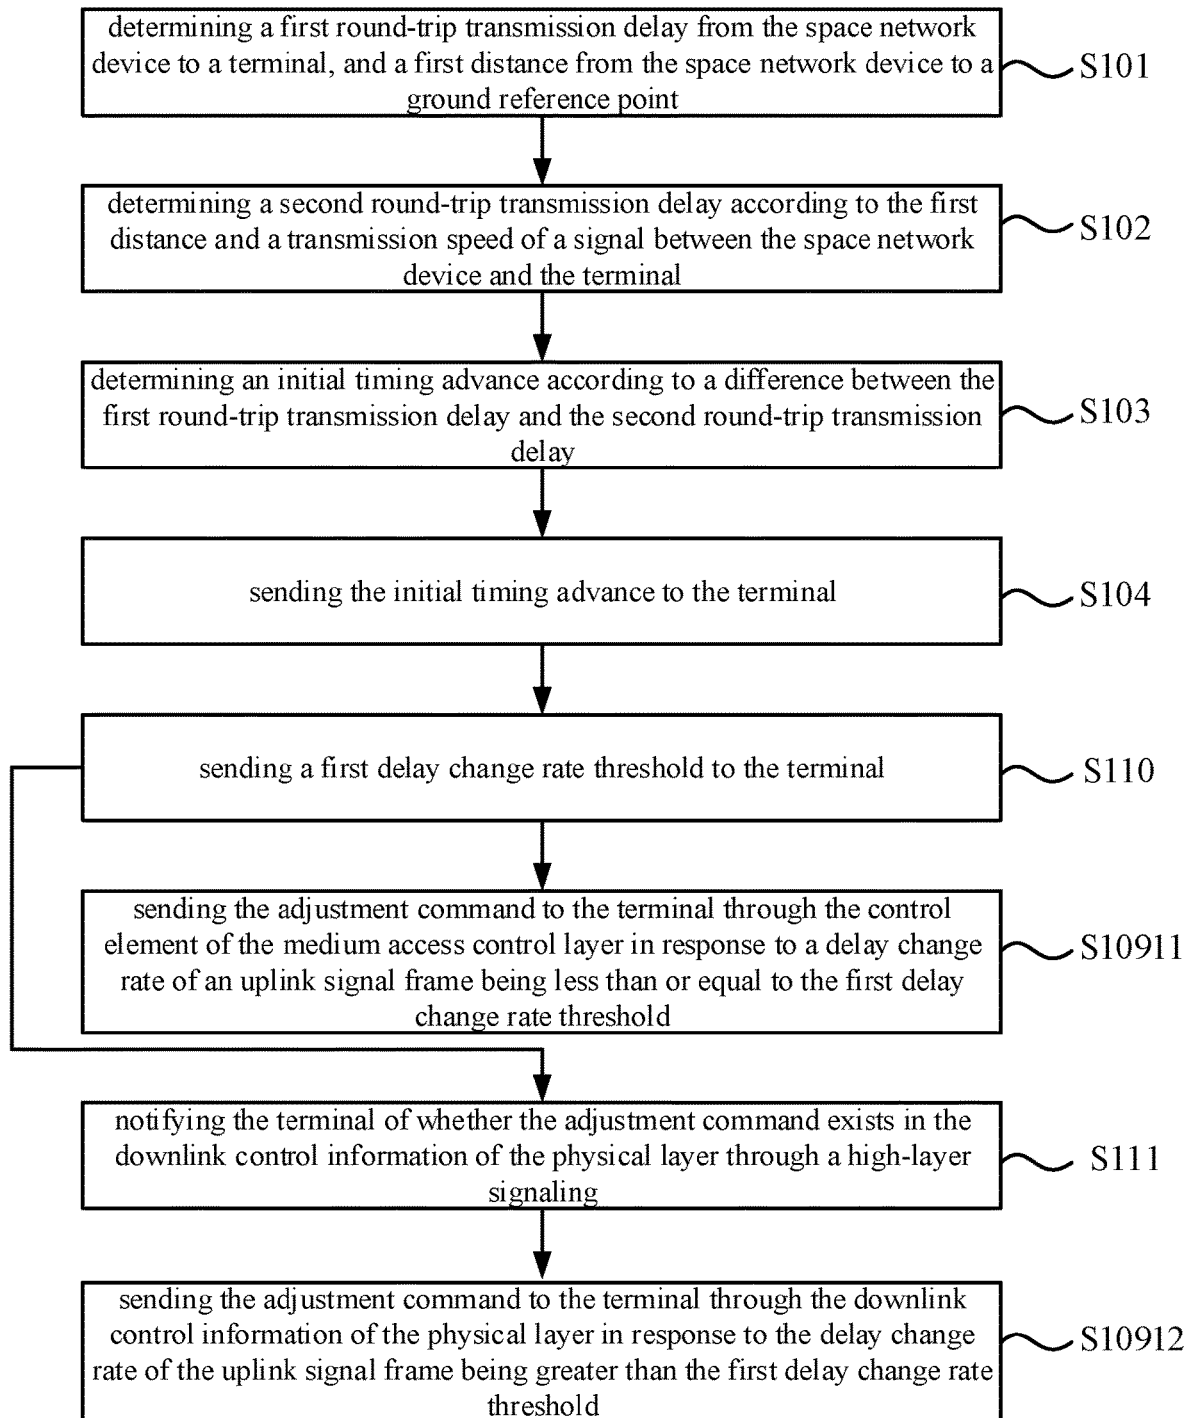 determining a first round-trip transmission delay from the space network
device to a terminal, and a first distance from the space network device to a
ground reference point
S101
determining a second round-trip transmission delay according to the first
distance and a transmission speed of a signal between the space network
device and the terminal
S102
determining an initial timing advance according to a difference between the
first round-trip transmission delay and the second round-trip transmission
delay
S103
sending the initial timing advance to the terminal
S104
sending a first delay change rate threshold to the terminal
S110
sending the adjustment command to the terminal through the control
element of the medium access control layer in response to a delay change
rate of an uplink signal frame being less than or equal to the first delay
change rate threshold
S10911
notifying the terminal of whether the adjustment command exists in the
downlink control information of the physical layer through a high-layer
signaling
S111
sending the adjustment command to the terminal through the downlink
control information of the physical layer in response to the delay change
rate of the uplink signal frame being greater than the first delay change rate
threshold
S10912